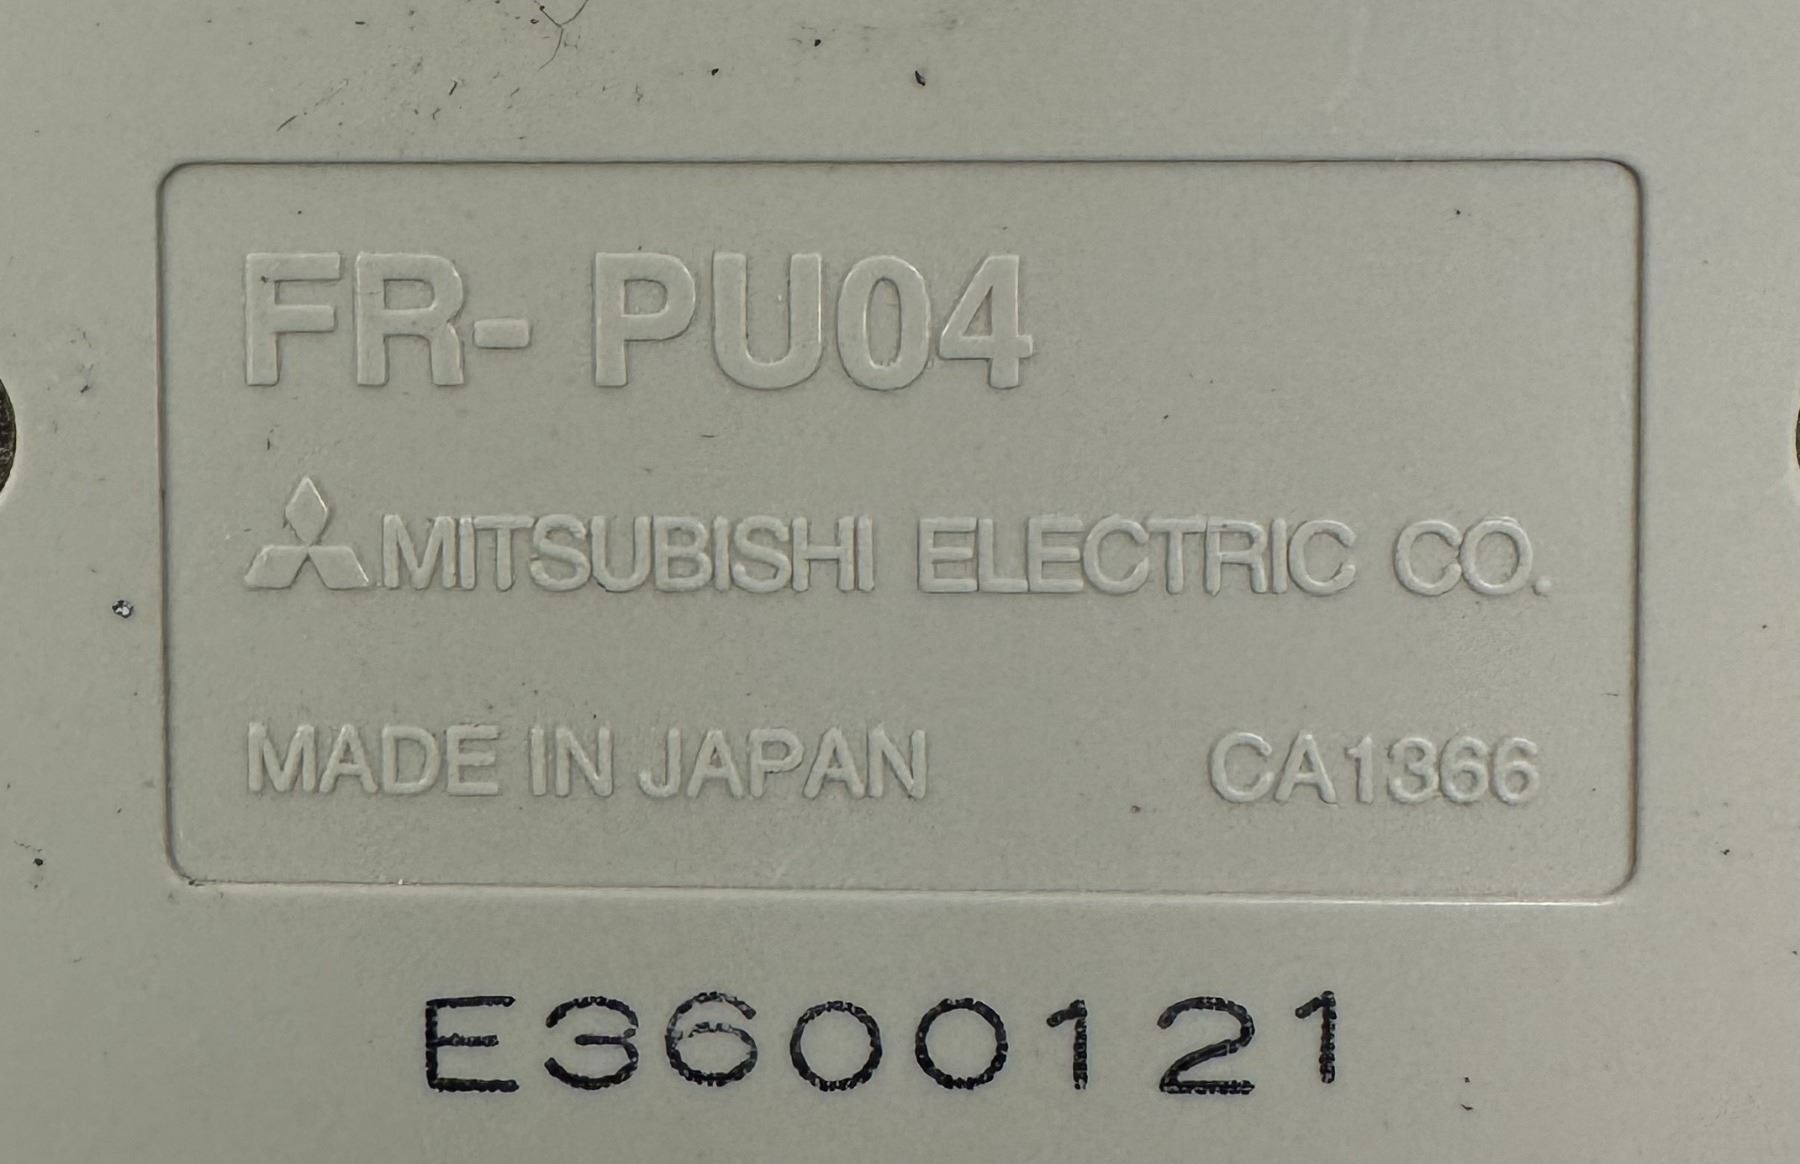 FR-PU04
MITSUBISHI ELECTRIC CO.
MADE IN JAPAN CA1366
E3600121